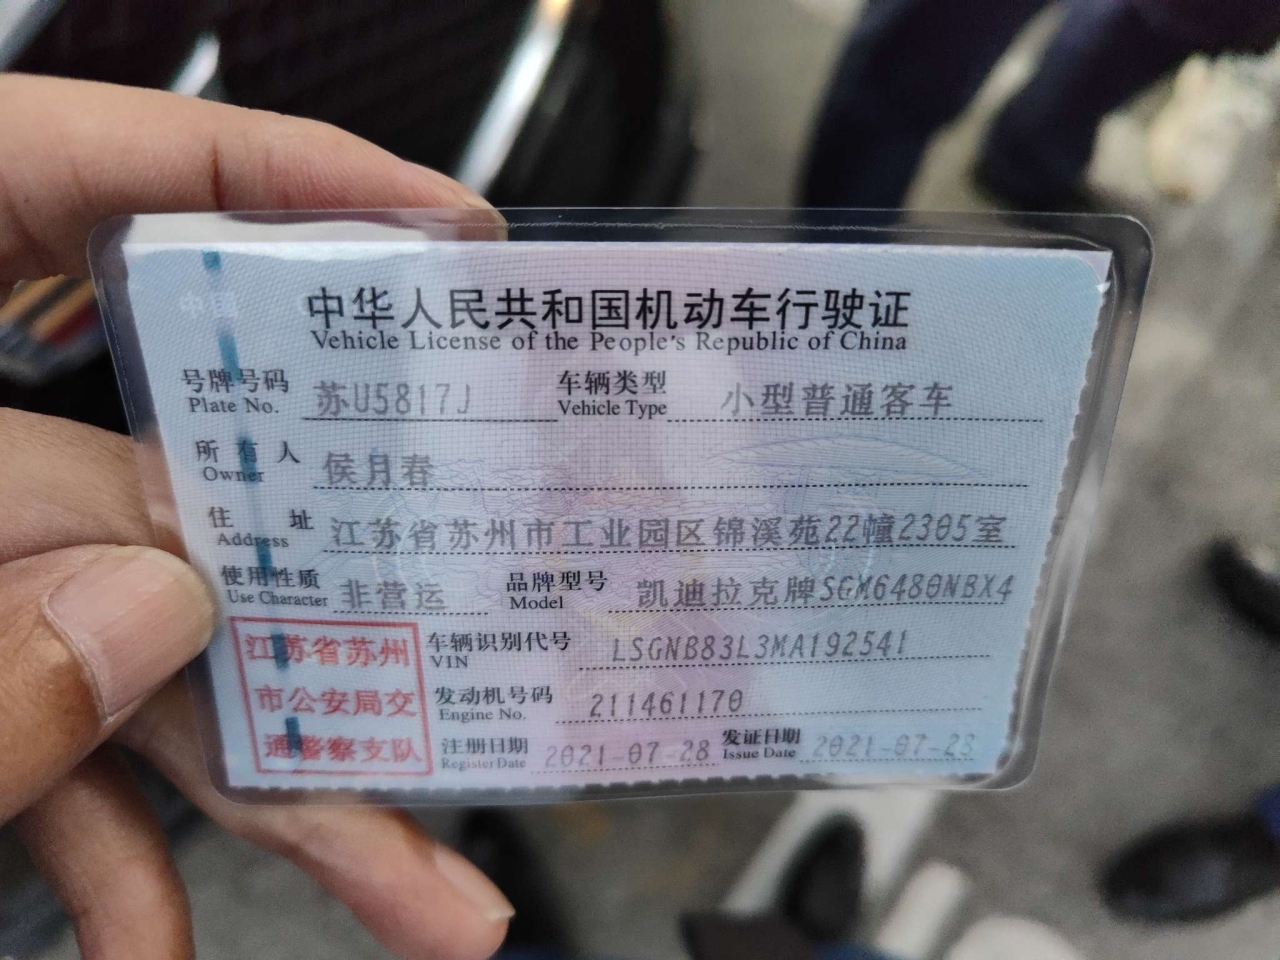 中华人民共和国机动车行驶证
Vehicle License of the People's Republic of China
号牌号码 苏U5817J 车辆类型 小型普通客车
Plate No. Vehicle Type
所有人 侯月春
Owner
住址 江苏省苏州市工业园区锦溪苑22幢2305室
Address
使用性质 非营运 品牌型号 凯迪拉克牌SGM6480NBX4
Use Character Model
江苏省苏州
市公安局交
通警察支队
车辆识别代号 LSGNB83L3MA192541
VIN
发动机号码 211461170
Engine No.
注册日期 2021-07-28 发证日期 2021-07-28
Register Date Issue Date